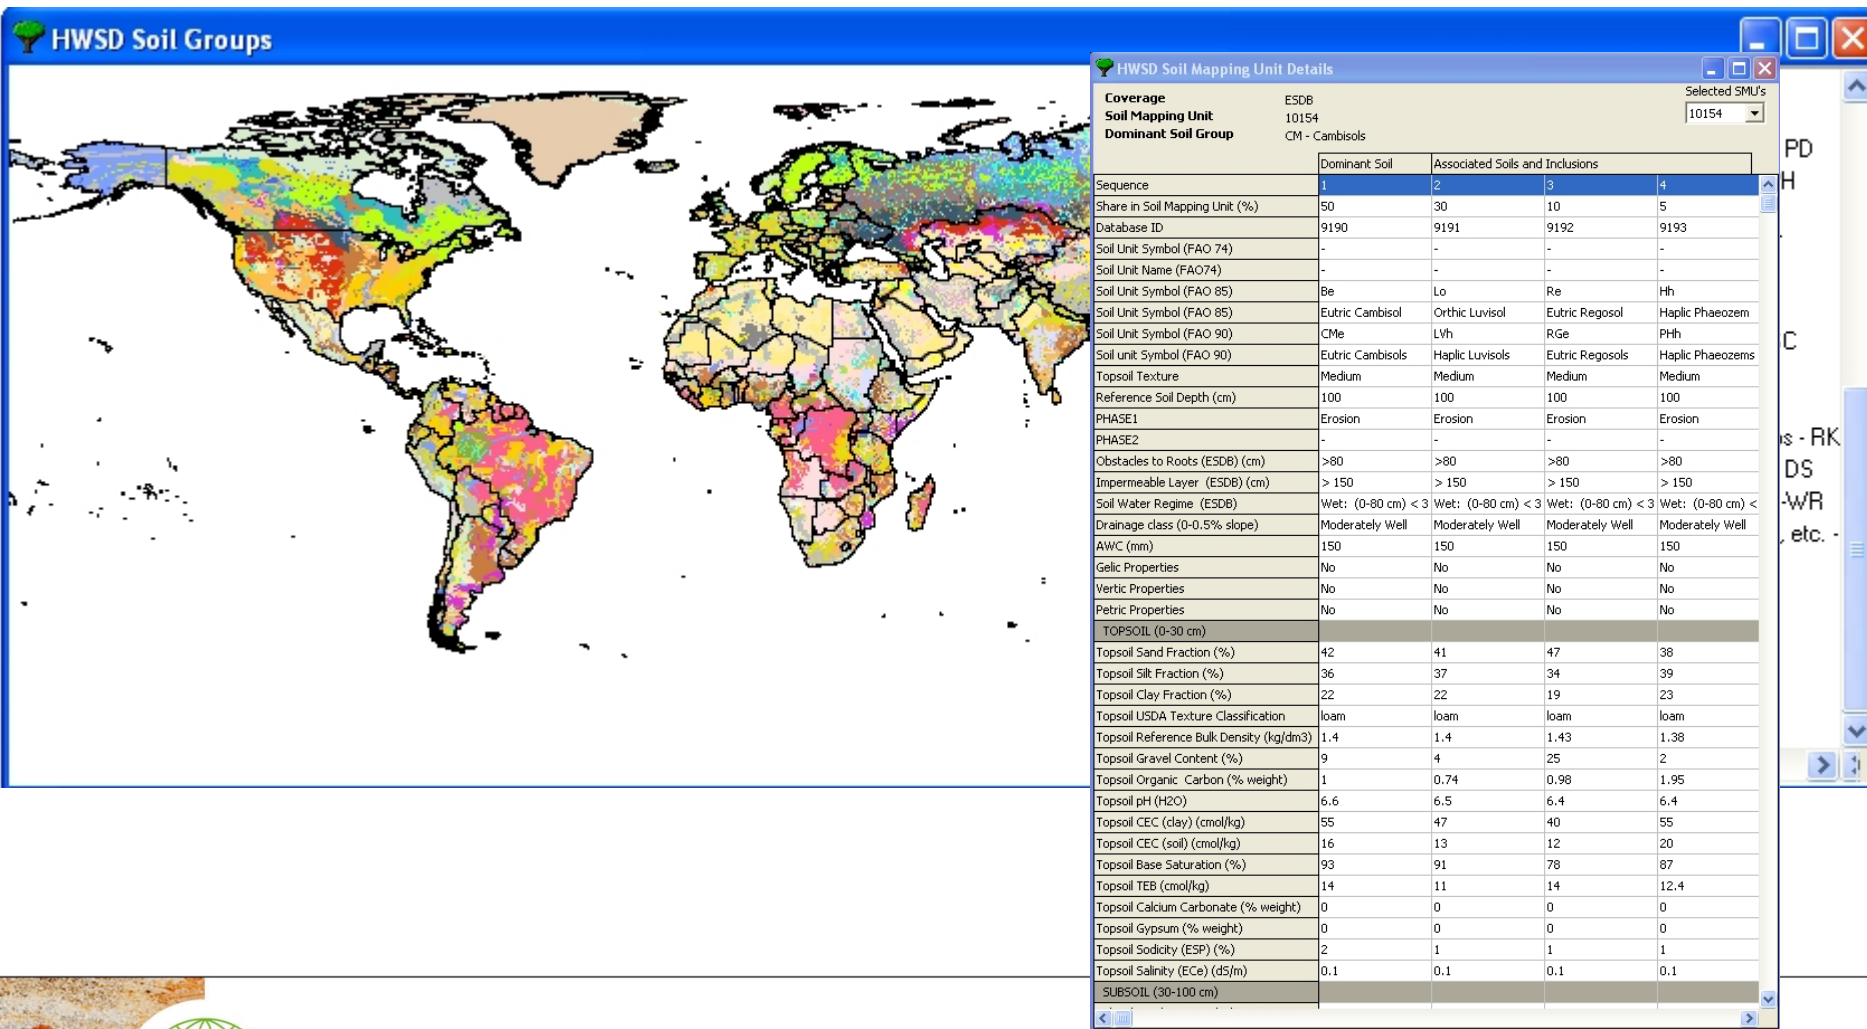 HWSD Soil Groups
HWSD Soil Mapping Unit Details
Coverage ESDB
Selected SMU's
Soil Mapping Unit 10154
10154
Dominant Soil Group CM - Cambisols
Dominant Soil Associated Soils and Inclusions
Sequence 1 2 3 4
Share in Soil Mapping Unit (%) 50 30 10 5
Database ID 9190 9191 9192 9193
Soil Unit Symbol (FAO 74) - - - -
Soil Unit Name (FAO74) - - - -
Soil Unit Symbol (FAO 85) Be Lo Re Hh
Soil Unit Symbol (FAO 85) Eutric Cambisol Orthic Luvisol Eutric Regosol Haplic Phaeozem
Soil Unit Symbol (FAO 90) CMe LVh RGe PHh
Soil unit Symbol (FAO 90) Eutric Cambisols Haplic Luvisols Eutric Regosols Haplic Phaeozems
Topsoil Texture Medium Medium Medium Medium
Reference Soil Depth (cm) 100 100 100 100
PHASE1 Erosion Erosion Erosion Erosion
PHASE2 - - - -
Obstacles to Roots (ESDB) (cm) >80 >80 >80 >80
Impermeable Layer (ESDB) (cm) > 150 > 150 > 150 > 150
Soil Water Regime (ESDB) Wet: (0-80 cm) < 3 Wet: (0-80 cm) < 3 Wet: (0-80 cm) < 3 Wet: (0-80 cm) <
Drainage class (0-0.5% slope) Moderately Well Moderately Well Moderately Well Moderately Well
AWC (mm) 150 150 150 150
Gelic Properties No No No No
Vertic Properties No No No No
Petric Properties No No No No
TOPSOIL (0-30 cm)
Topsoil Sand Fraction (%) 42 41 47 38
Topsoil Silt Fraction (%) 36 37 34 39
Topsoil Clay Fraction (%) 22 22 19 23
Topsoil USDA Texture Classification loam loam loam loam
Topsoil Reference Bulk Density (kg/dm3) 1.4 1.4 1.43 1.38
Topsoil Gravel Content (%) 9 4 25 2
Topsoil Organic Carbon (% weight) 1 0.74 0.98 1.95
Topsoil pH (H2O) 6.6 6.5 6.4 6.4
Topsoil CEC (clay) (cmol/kg) 55 47 40 55
Topsoil CEC (soil) (cmol/kg) 16 13 12 20
Topsoil Base Saturation (%) 93 91 78 87
Topsoil TEB (cmol/kg) 14 11 14 12.4
Topsoil Calcium Carbonate (% weight) 0 0 0 0
Topsoil Gypsum (% weight) 0 0 0 0
Topsoil Sodicity (ESP) (%) 2 1 1 1
Topsoil Salinity (ECe) (dS/m) 0.1 0.1 0.1 0.1
SUBSOIL (30-100 cm)
PD
H
C
s - RK
DS
-WR
, etc. -